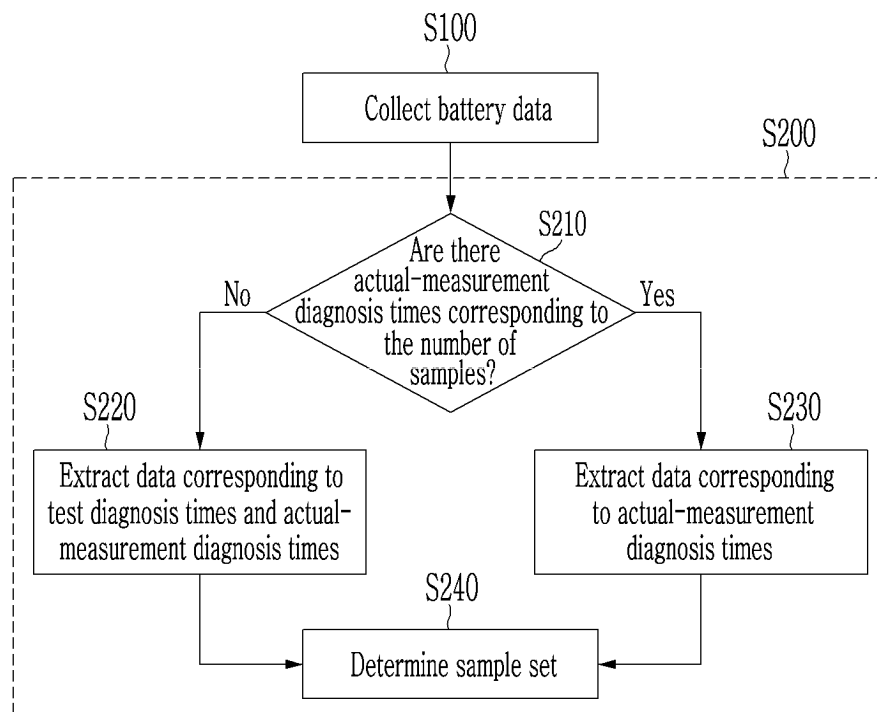 S100
Collect battery data
S200
S210
Are there
actual-measurement
diagnosis times corresponding to
the number of
samples?
No
Yes
S220
Extract data corresponding to
test diagnosis times and actual-
measurement diagnosis times
S230
Extract data corresponding
to actual-measurement
diagnosis times
S240
Determine sample set